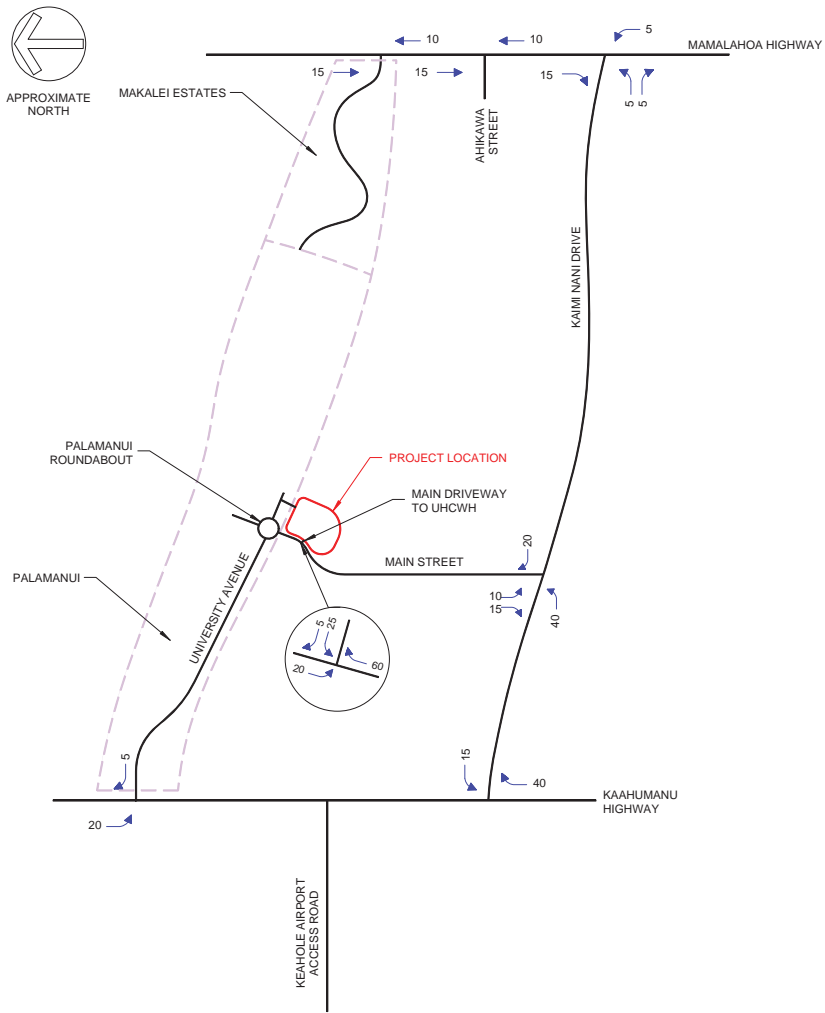 10
10
5
MAMALAHOA HIGHWAY
15
15
15
5
5
APPROXIMATE
NORTH
MAKALEI ESTATES
AHIKAWA
STREET
KAIMI NANI DRIVE
PALAMANUI
ROUNDABOUT
PROJECT LOCATION
MAIN DRIVEWAY
TO UHCWH
MAIN STREET
20
PALAMANUI
UNIVERSITY AVENUE
10
15
40
5
25
20
60
5
15
40
KAAHUMANU
HIGHWAY
20
KEAHOLE AIRPORT
ACCESS ROAD